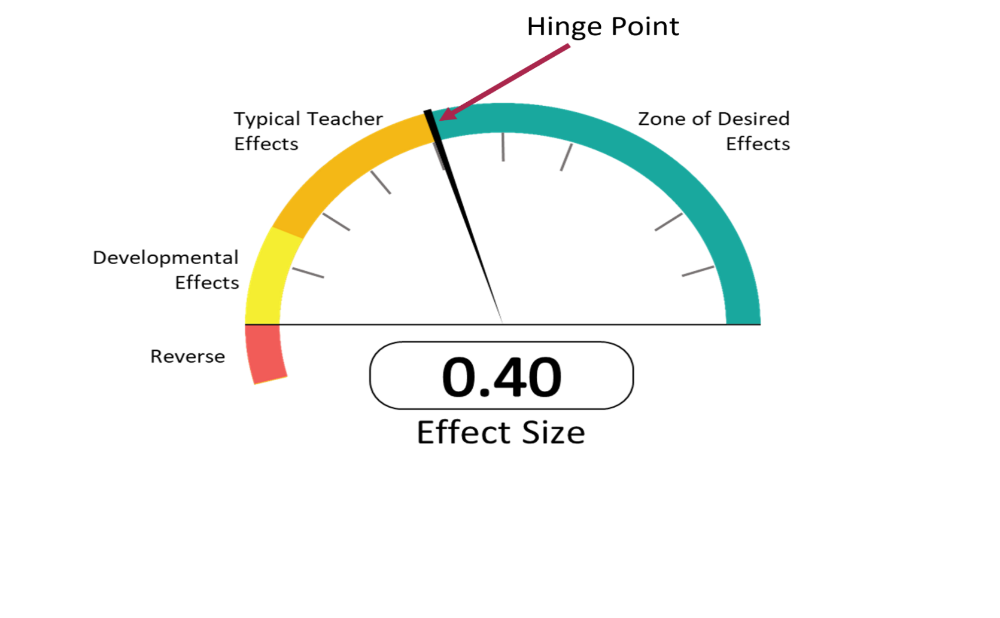 Hinge Point
Typical Teacher
Effects
Zone of Desired
Effects
Developmental
Effects
Reverse
0.40
Effect Size